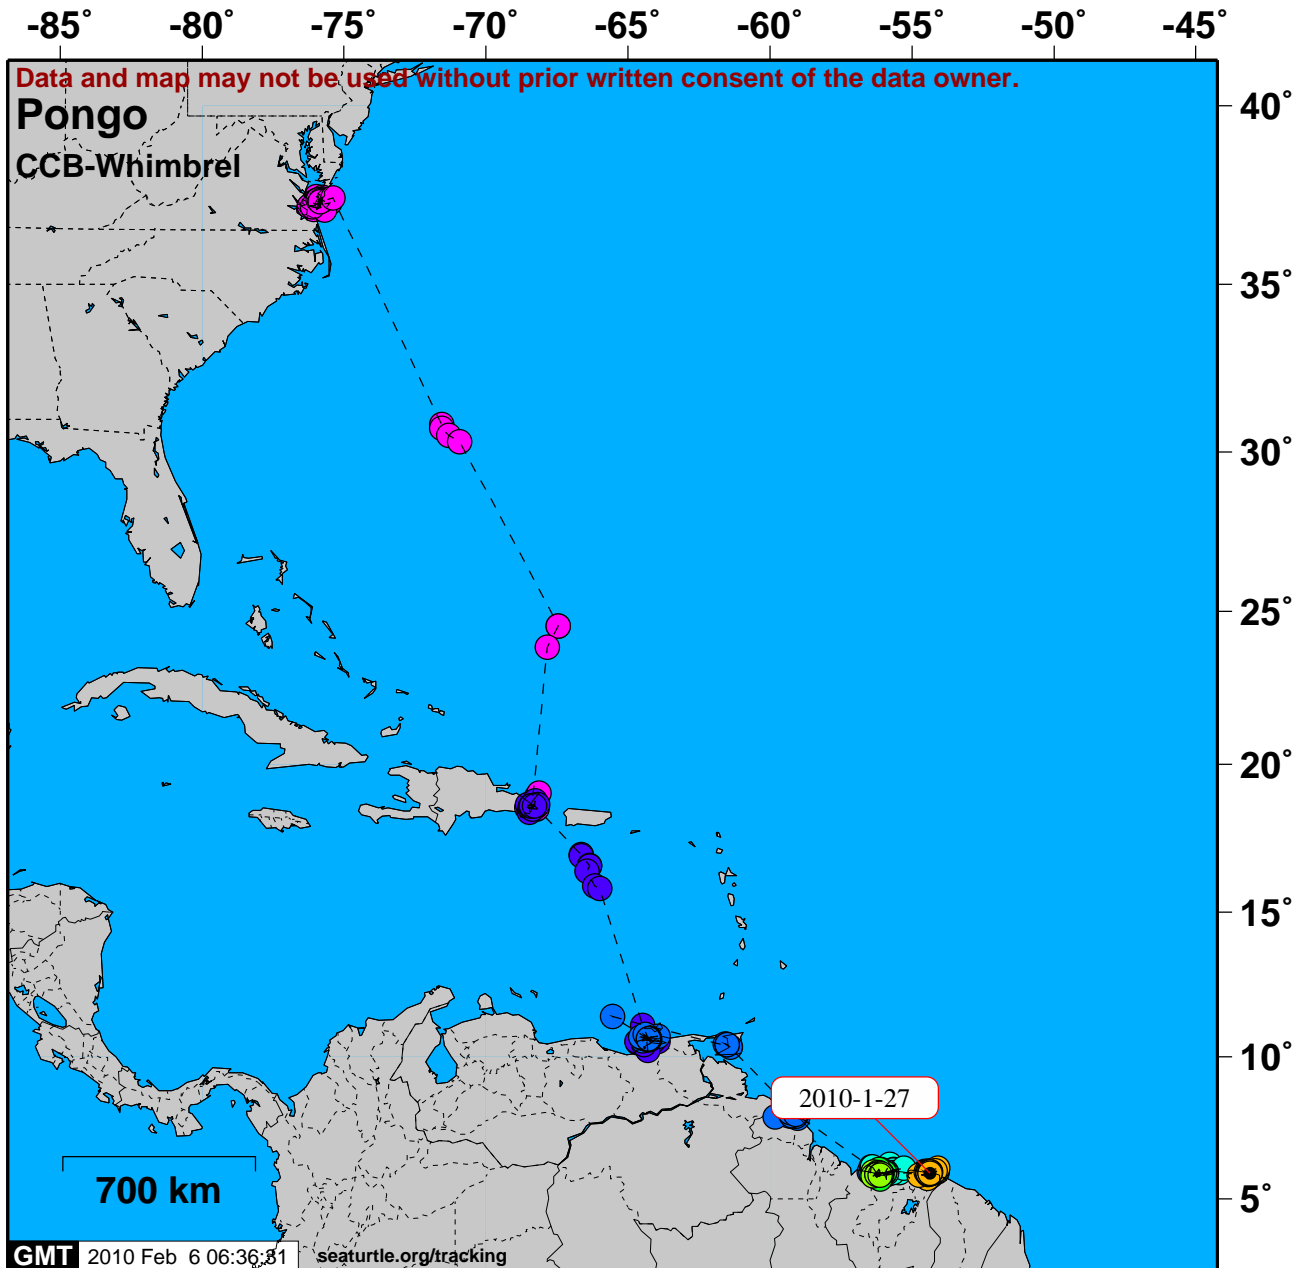 -85˚ -80˚ -75˚ -70˚ -65˚ -60˚ -55˚ -50˚ -45˚
Data and map may not be used without prior written consent of the data owner.
Pongo
CCB-Whimbrel
40˚
35˚
30˚
25˚
20˚
15˚
10˚
5˚
2010-1-27
700 km
GMT 2010 Feb 6 06:36:31 seaturtle.org/tracking